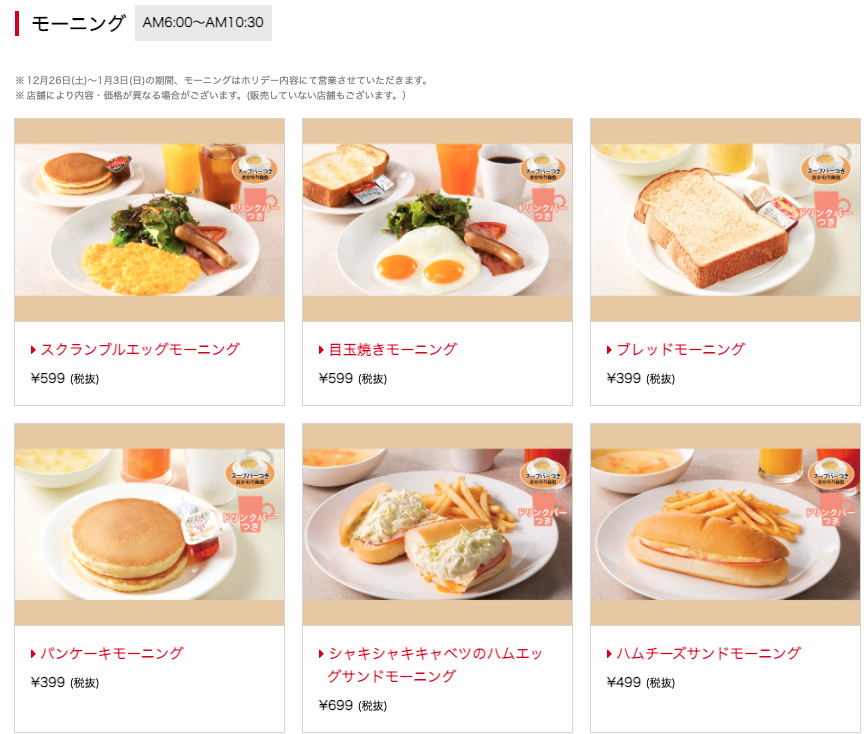 モーニング AM6:00〜AM10:30
※ 12月26日(土)〜1月3日(日)の期間、モーニングはホリデー内容にて営業させていただきます。
※ 店舗により内容・価格が異なる場合がございます。(販売していない店舗もございます。)
スープバーつき
おかわり自由
ドリンクバー
つき
スープバーつき
おかわり自由
ドリンクバー
つき
スープバーつき
おかわり自由
ドリンクバー
つき
スクランブルエッグモーニング
¥599 (税抜)
目玉焼きモーニング
¥599 (税抜)
ブレッドモーニング
¥399 (税抜)
スープバーつき
おかわり自由
ドリンクバー
つき
スープバーつき
おかわり自由
ドリンクバー
つき
スープバーつき
おかわり自由
ドリンクバー
つき
パンケーキモーニング
¥399 (税抜)
シャキシャキキャベツのハムエッ
グサンドモーニング
¥699 (税抜)
ハムチーズサンドモーニング
¥499 (税抜)